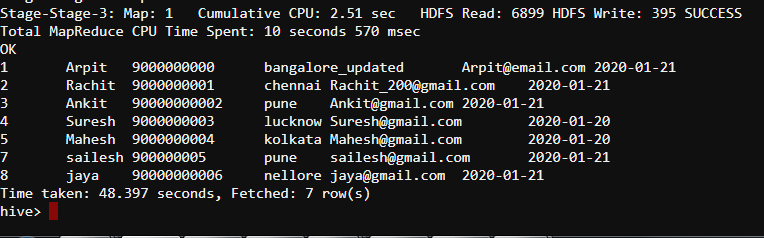 Stage-Stage-3: Map: 1   Cumulative CPU: 2.51 sec   HDFS Read: 6899 HDFS Write: 395 SUCCESS
Total MapReduce CPU Time Spent: 10 seconds 570 msec
OK
1       Arpit   9000000000      bangalore_updated       Arpit@email.com 2020-01-21
2       Rachit  9000000001      chennai Rachit_200@gmail.com    2020-01-21
3       Ankit   90000000002     pune    Ankit@gmail.com 2020-01-21
4       Suresh  9000000003      lucknow Suresh@gmail.com        2020-01-20
5       Mahesh  90000000004     kolkata Mahesh@gmail.com        2020-01-20
7       sailesh 900000005       pune    sailesh@gmail.com       2020-01-21
8       jaya    90000000006     nellore jaya@gmail.com  2020-01-21
Time taken: 48.397 seconds, Fetched: 7 row(s)
hive>